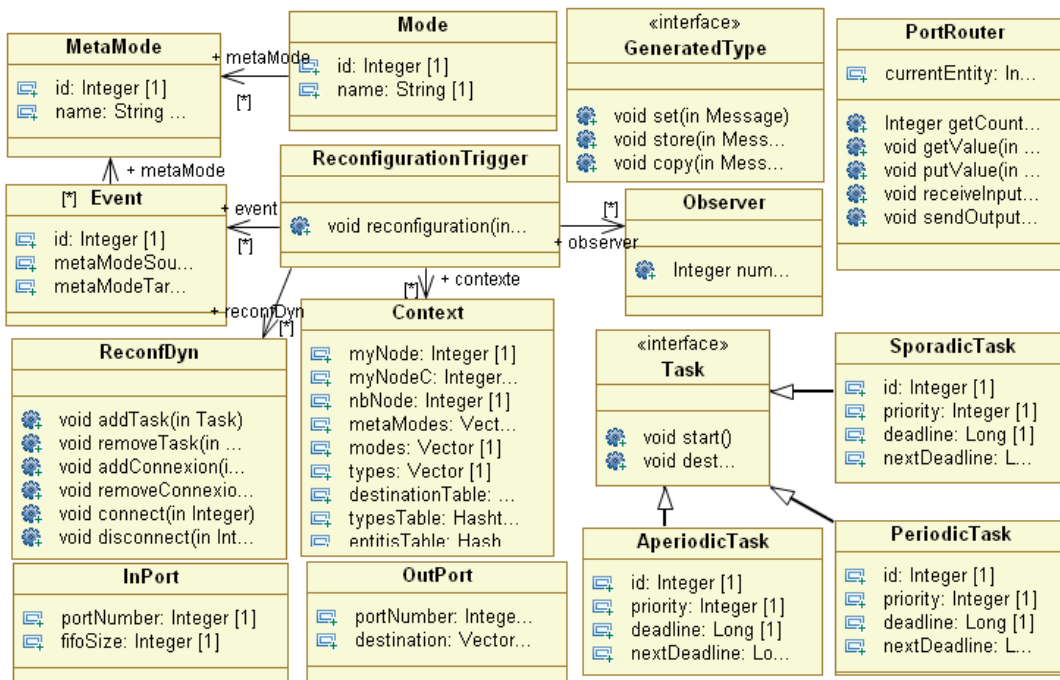 MetaMode
id: Integer [1]
name: String ...
+ metaMode
[*]
Mode
id: Integer [1]
name: String [1]
«interface»
GeneratedType
void set(in Message)
void store(in Mess...
void copy(in Mess...
PortRouter
currentEntity: In...
Integer getCount...
void getValue(in ...
void putValue(in ...
void receiveInput...
void sendOutput...
+ metaMode
[*]
Event
id: Integer [1]
metaModeSou...
metaModeTar...
+ event
[*]
ReconfigurationTrigger
void reconfiguration(in...
[*]
+ observer
Observer
Integer num...
+ reconfDyn
[*]
+ contexte
[*]
ReconfDyn
void addTask(in Task)
void removeTask(in ...
void addConnexion(i...
void removeConnexio...
void connect(in Integer)
void disconnect(in Int...
Context
myNode: Integer [1]
myNodeC: Integer...
nbNode: Integer [1]
metaModes: Vect...
modes: Vector [1]
types: Vector [1]
destinationTable: ...
typesTable: Hasht...
entitisTable: Hash
«interface»
Task
void start()
void dest...
SporadicTask
id: Integer [1]
priority: Integer [1]
deadline: Long [1]
nextDeadline: L...
InPort
portNumber: Integer [1]
fifoSize: Integer [1]
OutPort
portNumber: Intege...
destination: Vector...
AperiodicTask
id: Integer [1]
priority: Integer [1]
deadline: Long [1]
nextDeadline: Lo...
PeriodicTask
id: Integer [1]
priority: Integer [1]
deadline: Long [1]
nextDeadline: L...